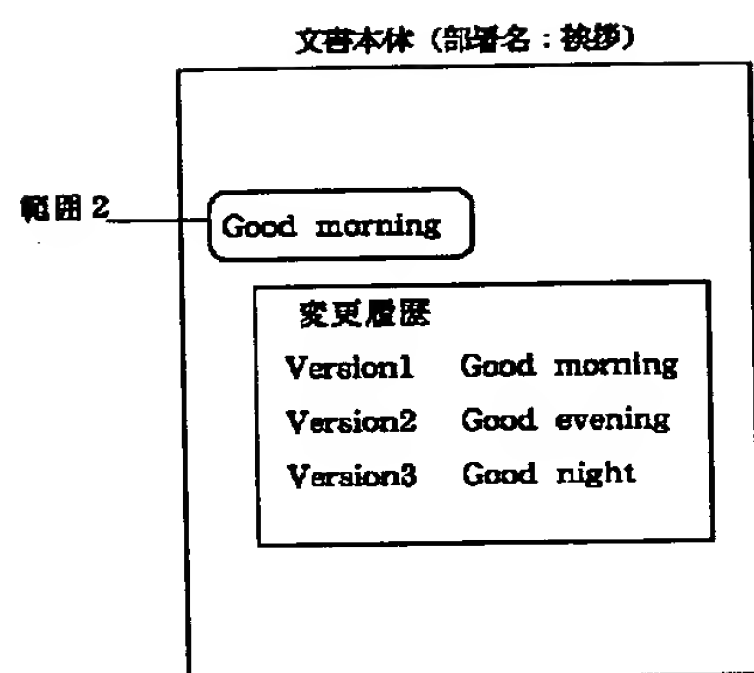 文書本体（部署名：挨拶）
範囲２
Good morning
変更履歴
Version1 Good morning
Version2 Good evening
Version3 Good night